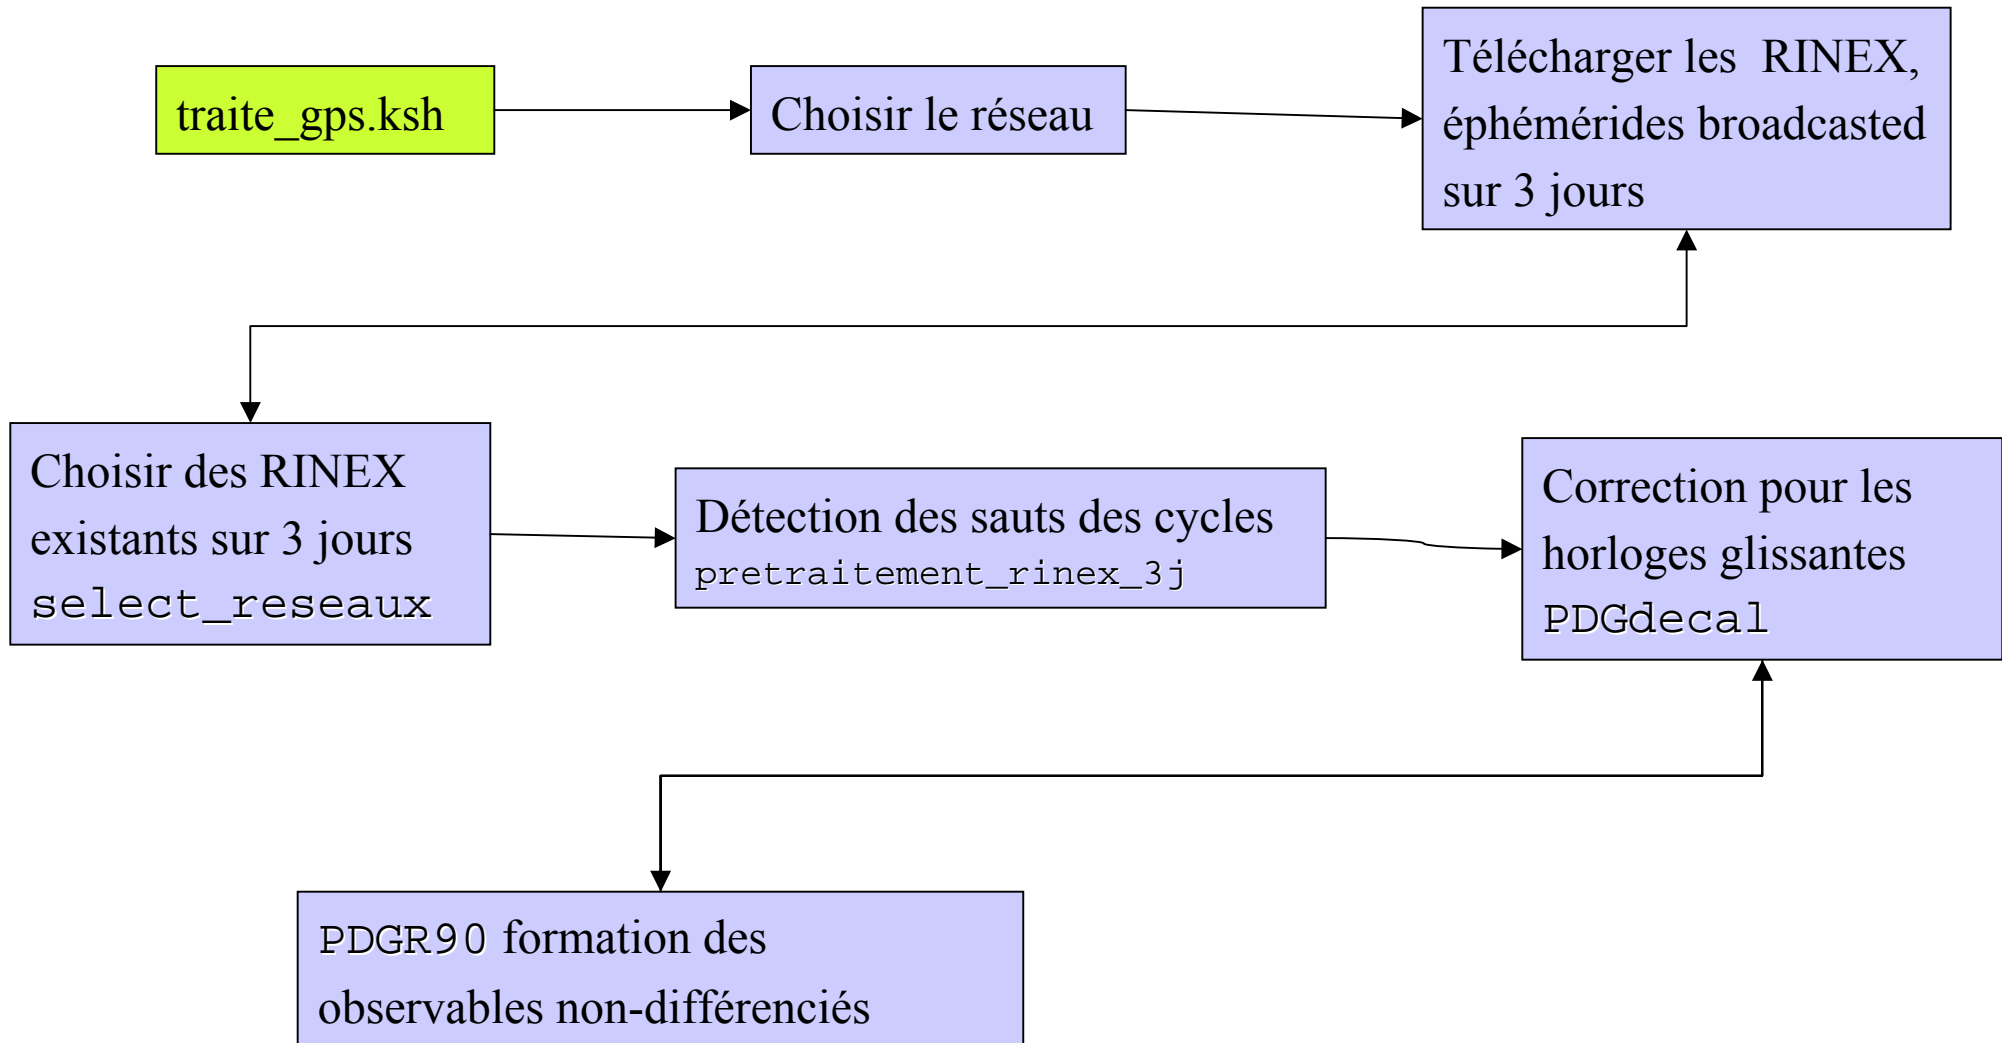 traite_gps.ksh
Choisir le réseau
Télécharger les RINEX,
éphémérides broadcasted
sur 3 jours
Choisir des RINEX
existants sur 3 jours
select_reseaux
Détection des sauts des cycles
pretraitement_rinex_3j
Correction pour les
horloges glissantes
PDGdecal
PDGR90 formation des
observables non-différenciés